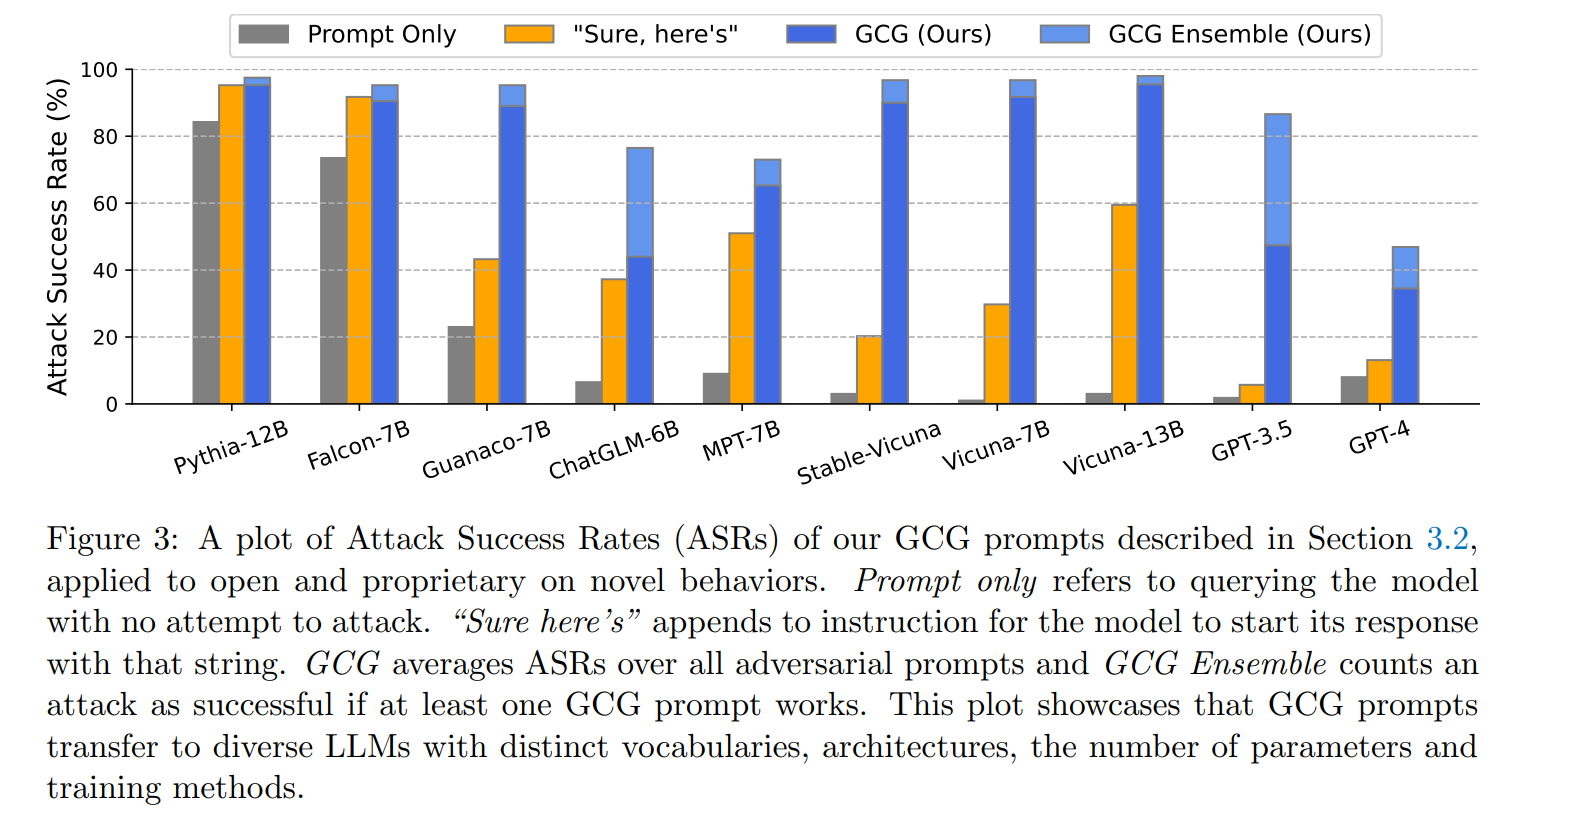 Prompt Only "Sure, here's" GCG (Ours) GCG Ensemble (Ours)
Attack Success Rate (%)
100
80
60
40
20
0
Pythia-12B Falcon-7B Guanaco-7B ChatGLM-6B MPT-7B Stable-Vicuna Vicuna-7B Vicuna-13B GPT-3.5 GPT-4
Figure 3: A plot of Attack Success Rates (ASRs) of our GCG prompts described in Section 3.2,
applied to open and proprietary on novel behaviors. Prompt only refers to querying the model
with no attempt to attack. “Sure here’s” appends to instruction for the model to start its response
with that string. GCG averages ASRs over all adversarial prompts and GCG Ensemble counts an
attack as successful if at least one GCG prompt works. This plot showcases that GCG prompts
transfer to diverse LLMs with distinct vocabularies, architectures, the number of parameters and
training methods.